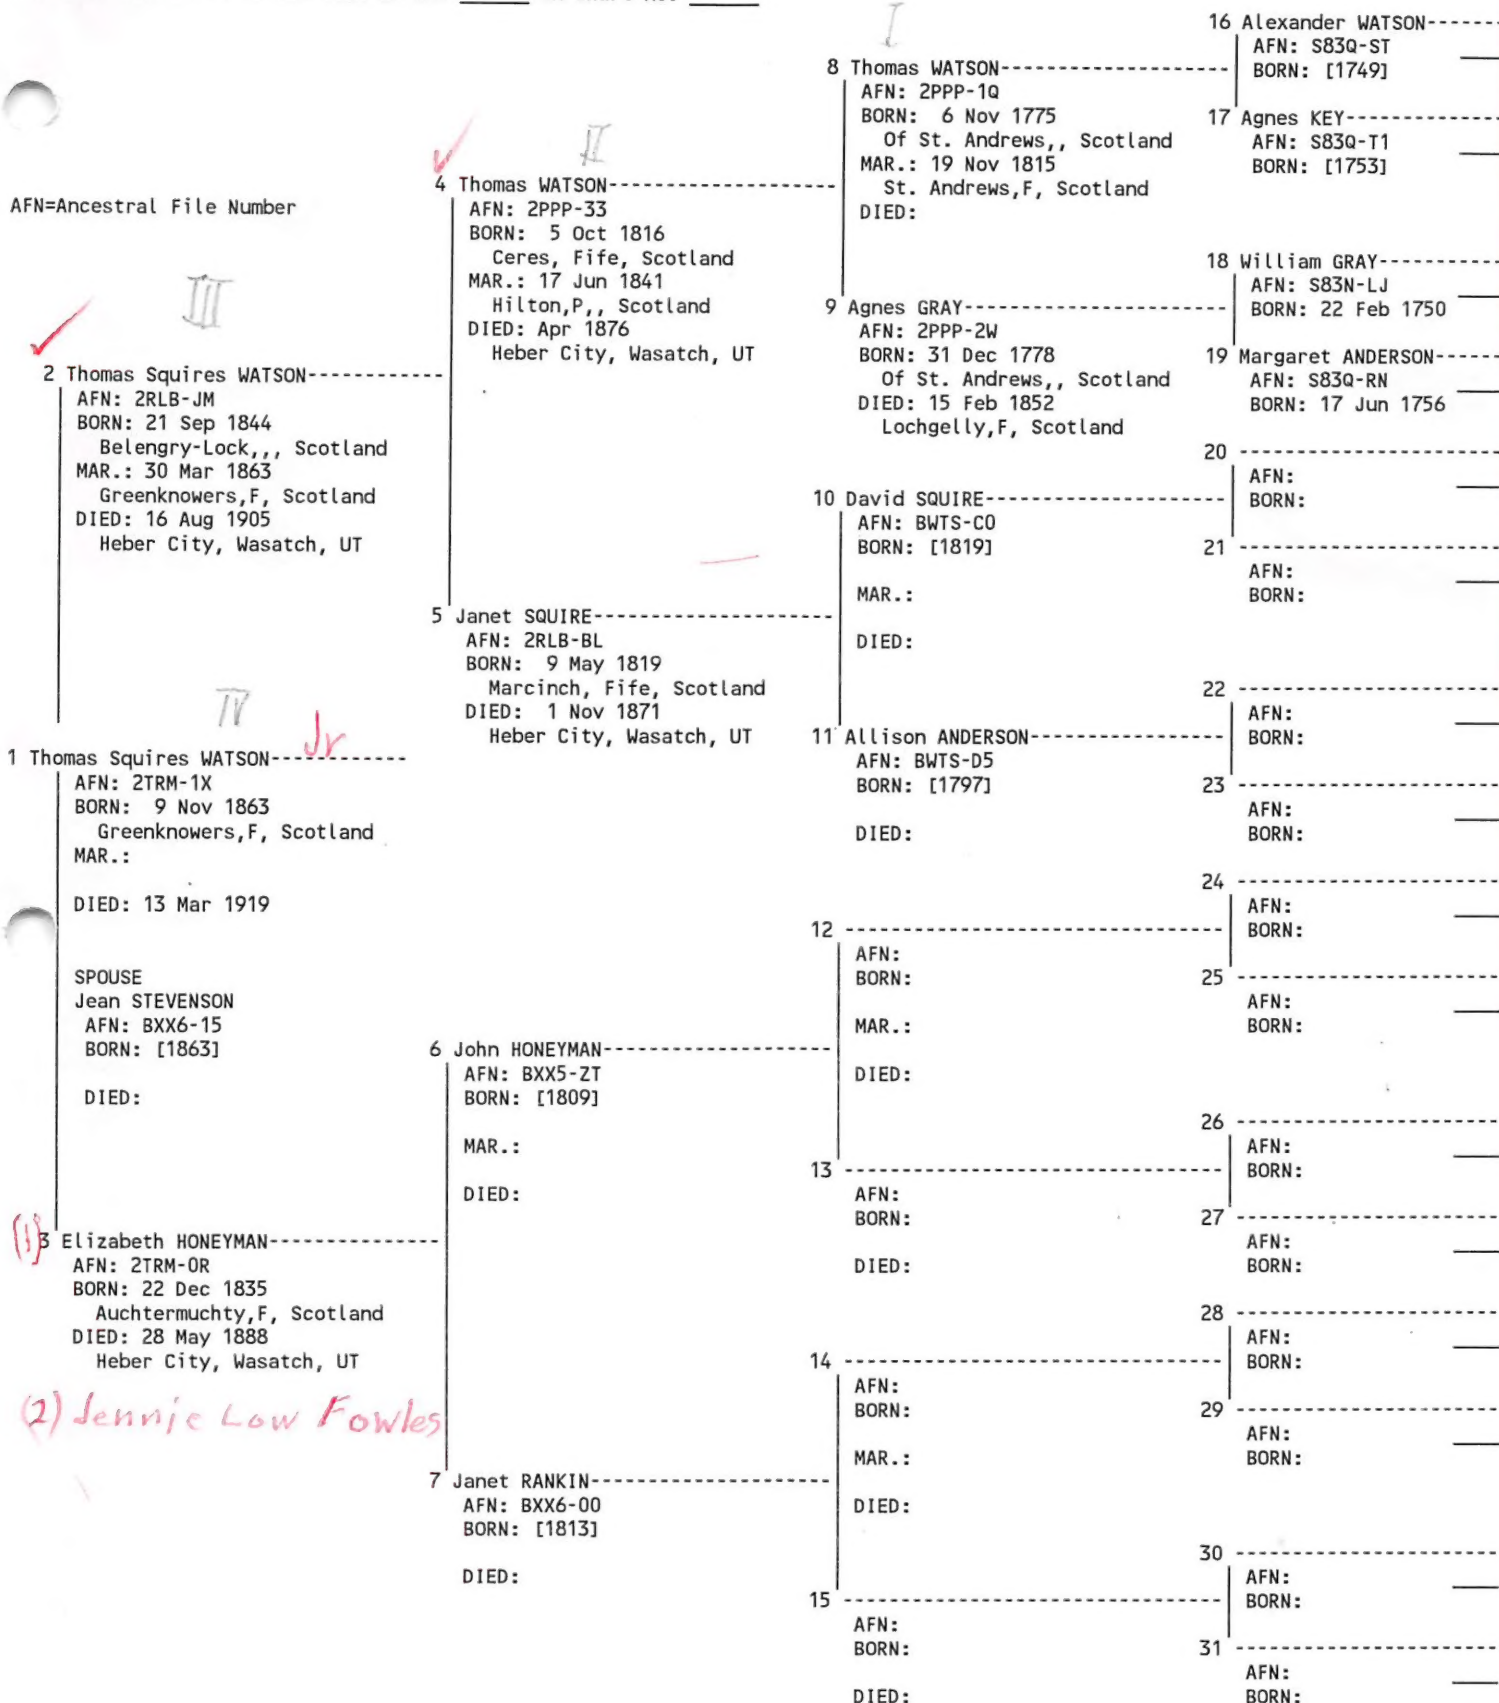 AFN=Ancestral File Number
IV
1 Thomas Squires WATSON------------ Jr
AFN: 2TRM-1X
BORN: 9 Nov 1863
Greenknowers,F, Scotland
MAR.:
DIED: 13 Mar 1919
SPOUSE
Jean STEVENSON
AFN: BXX6-15
BORN: [1863]
DIED:
III
2 Thomas Squires WATSON------------
AFN: 2RLB-JM
BORN: 21 Sep 1844
Belengry-Lock,,, Scotland
MAR.: 30 Mar 1863
Greenknowers,F, Scotland
DIED: 16 Aug 1905
Heber City, Wasatch, UT
(1) 3 Elizabeth HONEYMAN---------------
AFN: 2TRM-0R
BORN: 22 Dec 1835
Auchtermuchty,F, Scotland
DIED: 28 May 1888
Heber City, Wasatch, UT
(2) Jennie Low Fowles
II
4 Thomas WATSON--------------------
AFN: 2PPP-33
BORN: 5 Oct 1816
Ceres, Fife, Scotland
MAR.: 17 Jun 1841
Hilton,P,, Scotland
DIED: Apr 1876
Heber City, Wasatch, UT
5 Janet SQUIRE---------------------
AFN: 2RLB-BL
BORN: 9 May 1819
Marcinch, Fife, Scotland
DIED: 1 Nov 1871
Heber City, Wasatch, UT
6 John HONEYMAN--------------------
AFN: BXX5-ZT
BORN: [1809]
MAR.:
DIED:
7 Janet RANKIN---------------------
AFN: BXX6-00
BORN: [1813]
DIED:
I
8 Thomas WATSON--------------------
AFN: 2PPP-1Q
BORN: 6 Nov 1775
Of St. Andrews,, Scotland
MAR.: 19 Nov 1815
St. Andrews,F, Scotland
DIED:
9 Agnes GRAY-----------------------
AFN: 2PPP-2W
BORN: 31 Dec 1778
Of St. Andrews,, Scotland
DIED: 15 Feb 1852
Lochgelly,F, Scotland
10 David SQUIRE---------------------
AFN: BWTS-C0
BORN: [1819]
MAR.:
DIED:
11 Allison ANDERSON-----------------
AFN: BWTS-D5
BORN: [1797]
DIED:
12 ---------------------------------
AFN:
BORN:
MAR.:
DIED:
13 ---------------------------------
AFN:
BORN:
DIED:
14 ---------------------------------
AFN:
BORN:
MAR.:
DIED:
15 ---------------------------------
AFN:
BORN:
DIED:
16 Alexander WATSON------
AFN: S83Q-ST
BORN: [1749]
17 Agnes KEY-------------
AFN: S83Q-T1
BORN: [1753]
18 William GRAY----------
AFN: S83N-LJ
BORN: 22 Feb 1750
19 Margaret ANDERSON-----
AFN: S83Q-RN
BORN: 17 Jun 1756
20 ----------------------
AFN:
BORN:
21 ----------------------
AFN:
BORN:
22 ----------------------
AFN:
BORN:
23 ----------------------
AFN:
BORN:
24 ----------------------
AFN:
BORN:
25 ----------------------
AFN:
BORN:
26 ----------------------
AFN:
BORN:
27 ----------------------
AFN:
BORN:
28 ----------------------
AFN:
BORN:
29 ----------------------
AFN:
BORN:
30 ----------------------
AFN:
BORN:
31 ----------------------
AFN:
BORN: